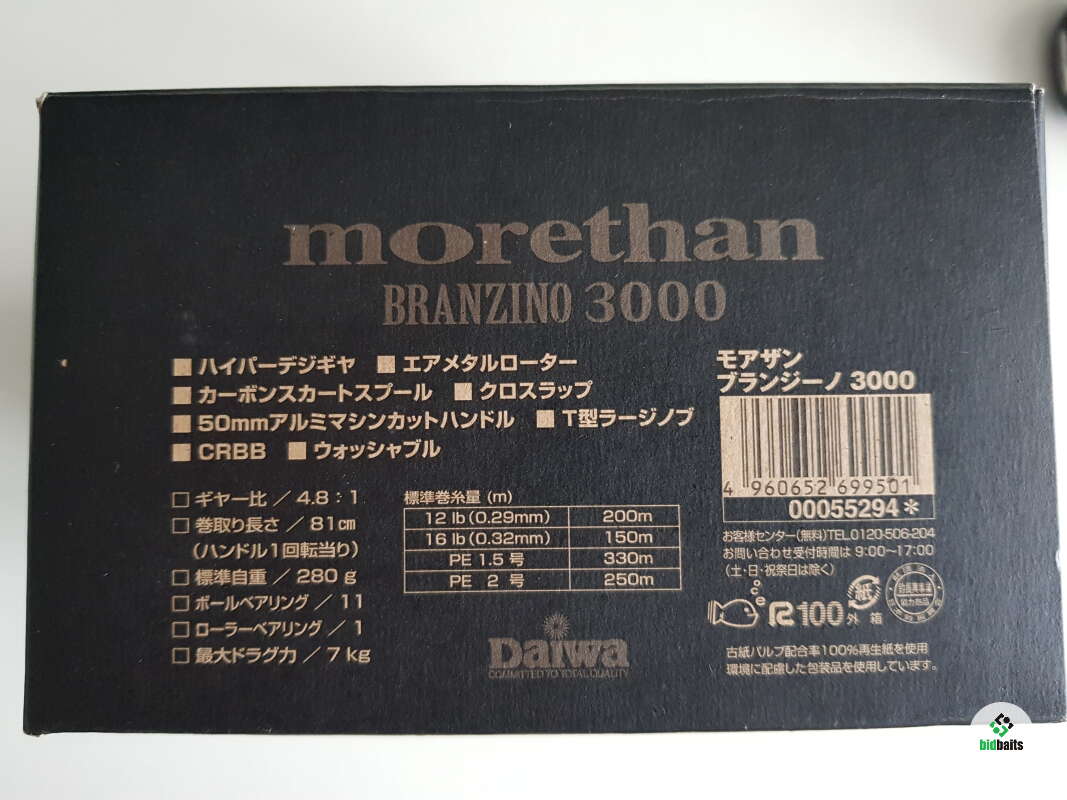 morethan
BRANZINO 3000
■ ハイパーデジギヤ ■ エアメタルローター
■ カーボンスカートスプール ■ クロスラップ
■ 50mmアルミマシンカットハンドル ■ T型ラージノブ
■ CRBB ■ ウォッシャブル
□ ギヤー比 / 4.8:1
□ 巻取り長さ / 81cm
(ハンドル1回転当り)
□ 標準自重 / 280g
□ ボールベアリング / 11
□ ローラーベアリング / 1
□ 最大ドラグ力 / 7kg
標準巻糸量 (m)
12 lb(0.29mm) 200m
16 lb(0.32mm) 150m
PE 1.5号 330m
PE 2 号 250m
Daiwa
COMMITTED TO TOTAL QUALITY
モアザン
ブランジーノ 3000
4 960652 699501
00055294*
お客様センター(無料)TEL.0120-506-204
お問い合わせ受付時間は 9:00~17:00
(土・日・祝祭日は除く)
R100 紙 外箱
古紙パルプ配合率100%再生紙を使用
環境に配慮した包装品を使用しています。
bidbaits